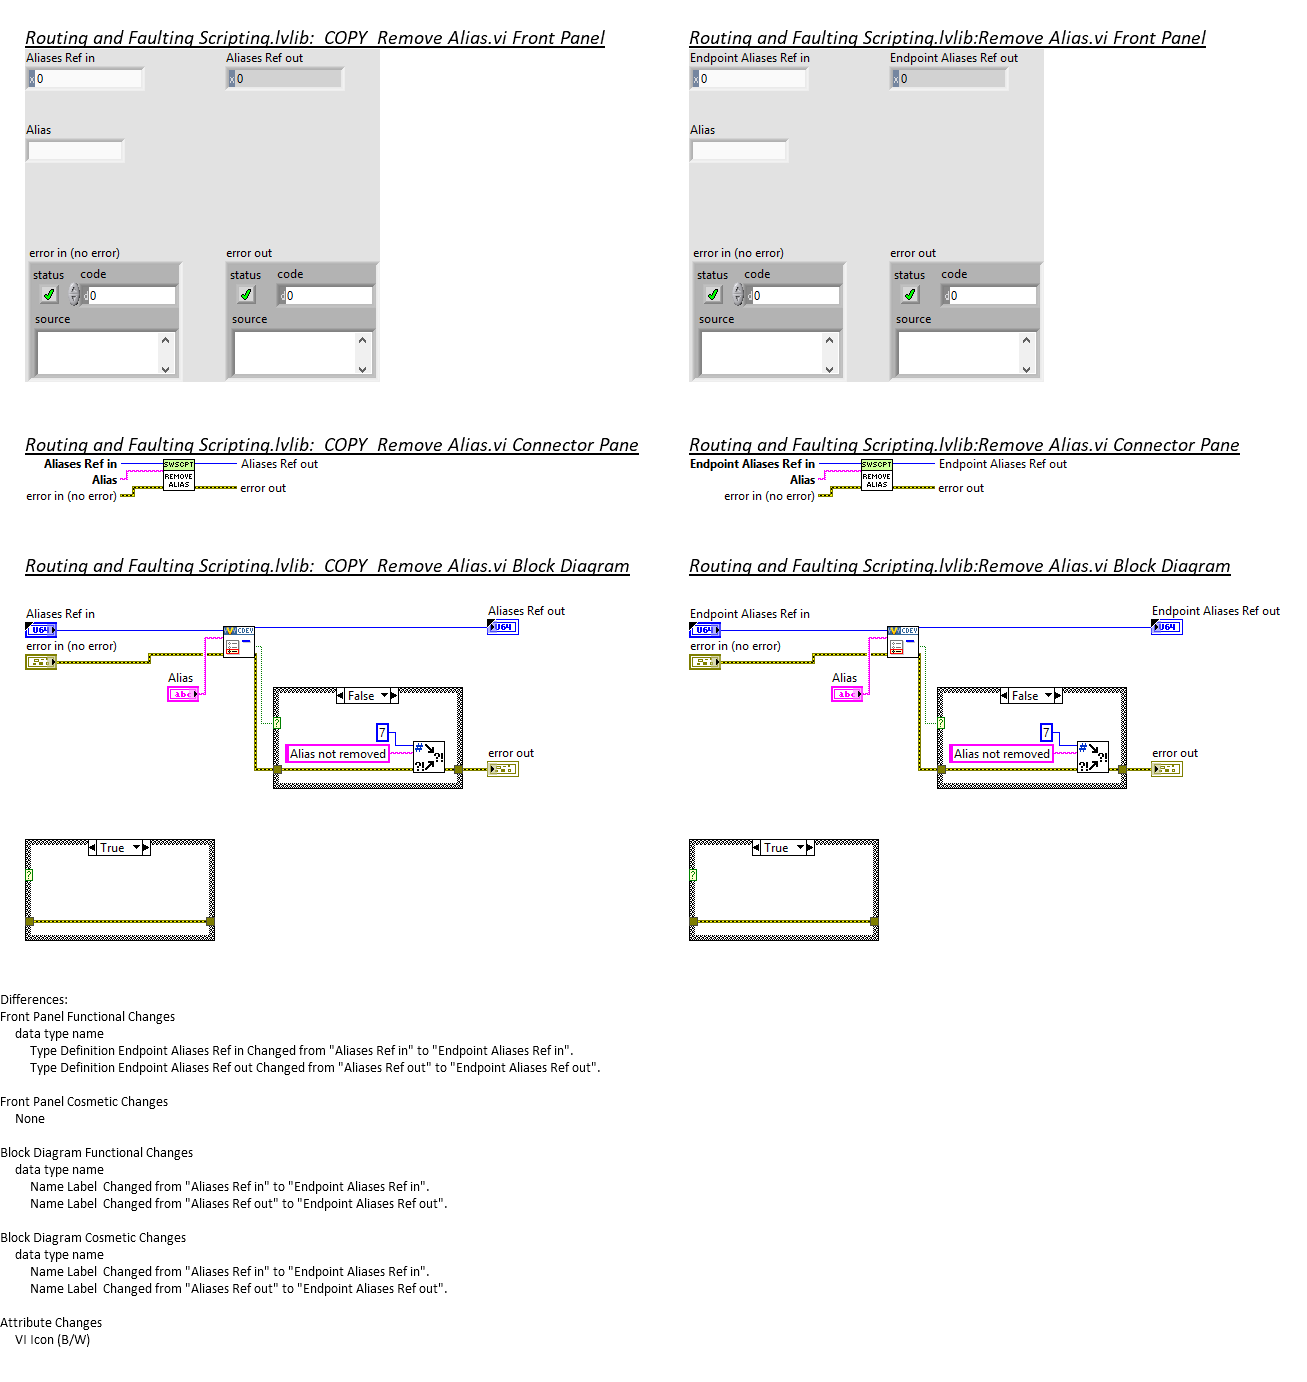 Routing and Faulting Scripting.lvlib:_COPY_Remove Alias.vi Front Panel
Aliases Ref in
Aliases Ref out
x 0
x 0
Alias
error in (no error)
error out
status
code
status
code
d 0
d 0
source
source
Routing and Faulting Scripting.lvlib:Remove Alias.vi Front Panel
Endpoint Aliases Ref in
Endpoint Aliases Ref out
x 0
x 0
Alias
error in (no error)
error out
status
code
status
code
d 0
d 0
source
source
Routing and Faulting Scripting.lvlib:_COPY_Remove Alias.vi Connector Pane
Aliases Ref in
Alias
error in (no error)
SWSCPT
REMOVE
ALIAS
Aliases Ref out
error out
Routing and Faulting Scripting.lvlib:Remove Alias.vi Connector Pane
Endpoint Aliases Ref in
Alias
error in (no error)
SWSCPT
REMOVE
ALIAS
Endpoint Aliases Ref out
error out
Routing and Faulting Scripting.lvlib:_COPY_Remove Alias.vi Block Diagram
Aliases Ref in
U64
error in (no error)
Alias
abc
CDEV
Aliases Ref out
U64
False
?
7
Alias not removed
#
?!
?!
error out
True
?
Routing and Faulting Scripting.lvlib:Remove Alias.vi Block Diagram
Endpoint Aliases Ref in
U64
error in (no error)
Alias
abc
CDEV
Endpoint Aliases Ref out
U64
False
?
7
Alias not removed
#
?!
?!
error out
True
?
Differences:
Front Panel Functional Changes
data type name
Type Definition Endpoint Aliases Ref in Changed from "Aliases Ref in" to "Endpoint Aliases Ref in".
Type Definition Endpoint Aliases Ref out Changed from "Aliases Ref out" to "Endpoint Aliases Ref out".
Front Panel Cosmetic Changes
None
Block Diagram Functional Changes
data type name
Name Label  Changed from "Aliases Ref in" to "Endpoint Aliases Ref in".
Name Label  Changed from "Aliases Ref out" to "Endpoint Aliases Ref out".
Block Diagram Cosmetic Changes
data type name
Name Label  Changed from "Aliases Ref in" to "Endpoint Aliases Ref in".
Name Label  Changed from "Aliases Ref out" to "Endpoint Aliases Ref out".
Attribute Changes
VI Icon (B/W)